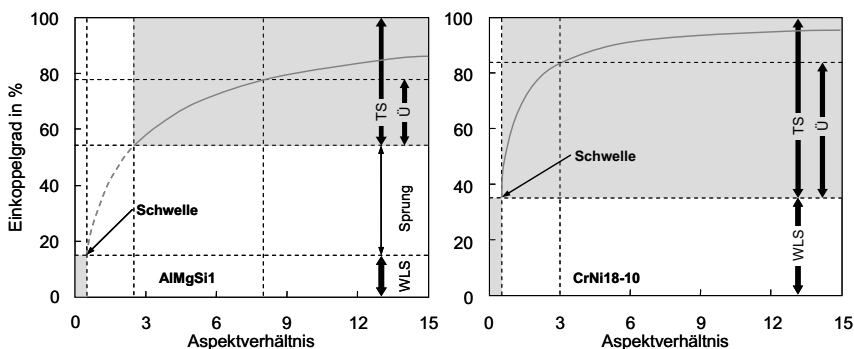 Einkoppelgrad in %
100
80
60
40
20
0
TS
Ü
Schwelle
Sprung
WLS
AlMgSi1
0 3 6 9 12 15
Aspektverhältnis
100
80
60
40
20
0
TS
Ü
Schwelle
WLS
CrNi18-10
0 3 6 9 12 15
Aspektverhältnis